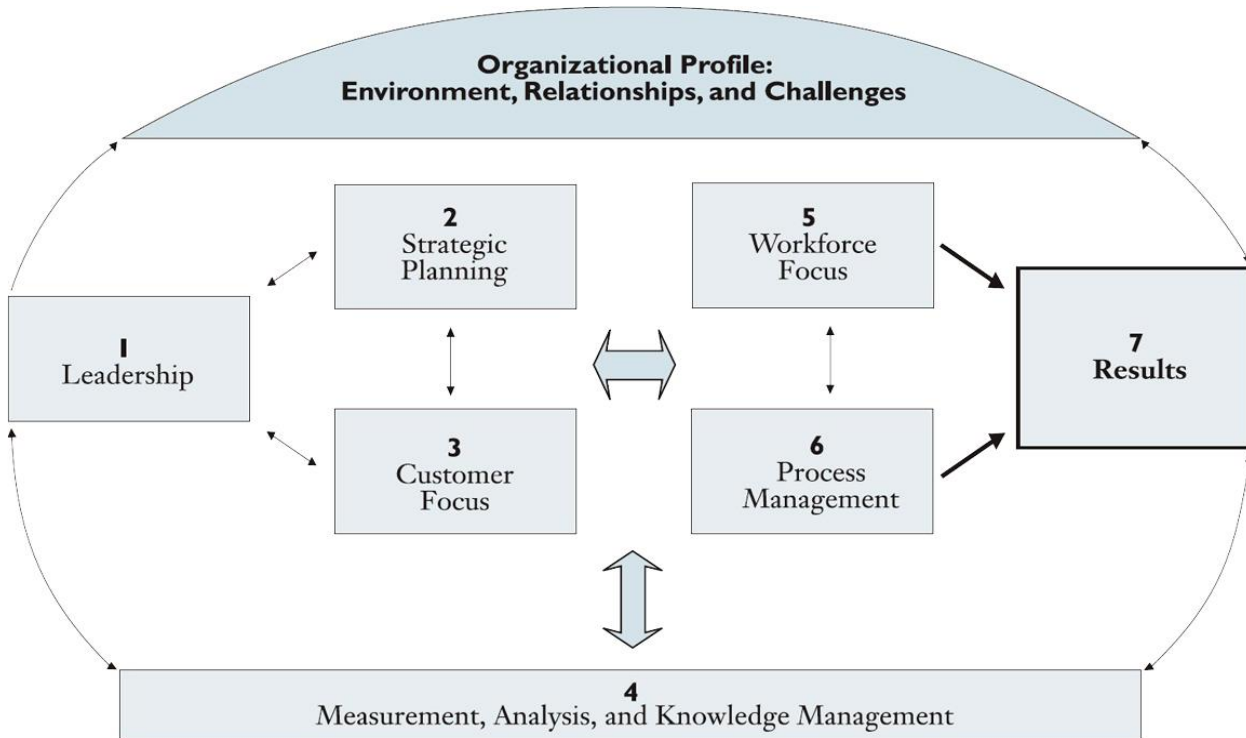 Organizational Profile:
Environment, Relationships, and Challenges
2
Strategic
Planning
5
Workforce
Focus
1
Leadership
7
Results
3
Customer
Focus
6
Process
Management
4
Measurement, Analysis, and Knowledge Management